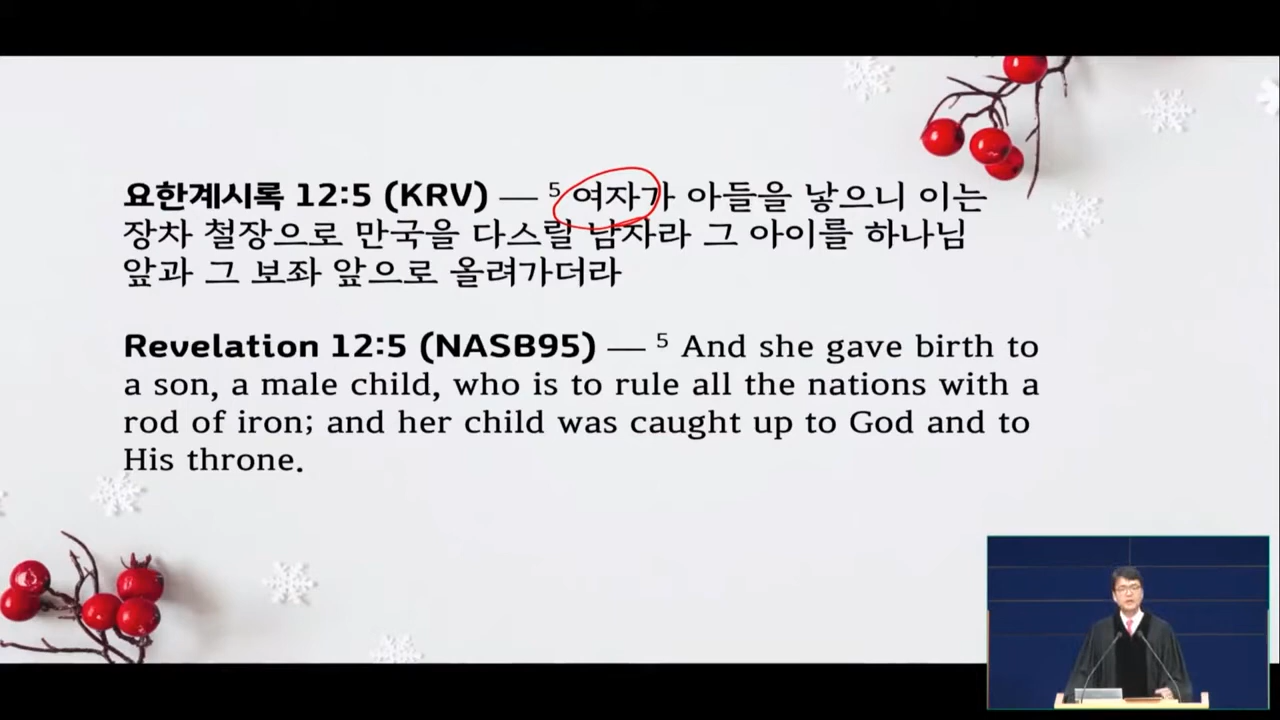 요한계시록 12:5 (KRV) — 5 여자가 아들을 낳으니 이는
장차 철장으로 만국을 다스릴 남자라 그 아이를 하나님
앞과 그 보좌 앞으로 올려가더라
Revelation 12:5 (NASB95) — 5 And she gave birth to
a son, a male child, who is to rule all the nations with a
rod of iron; and her child was caught up to God and to
His throne.